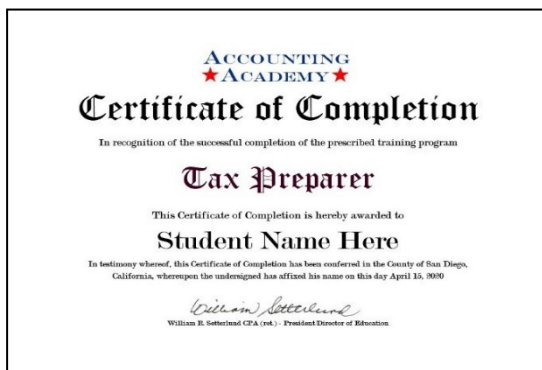 ACCOUNTING
★ACADEMY★
Certificate of Completion
In recognition of the successful completion of the prescribed training program
Tax Preparer
This Certificate of Completion is hereby awarded to
Student Name Here
In testimony whereof, this Certificate of Completion has been conferred in the County of San Diego,
California, whereupon the undersigned has affixed his name on this day April 15, 2020
William Setterlund
William R. Setterlund CPA (ret.) - President/Director of Education